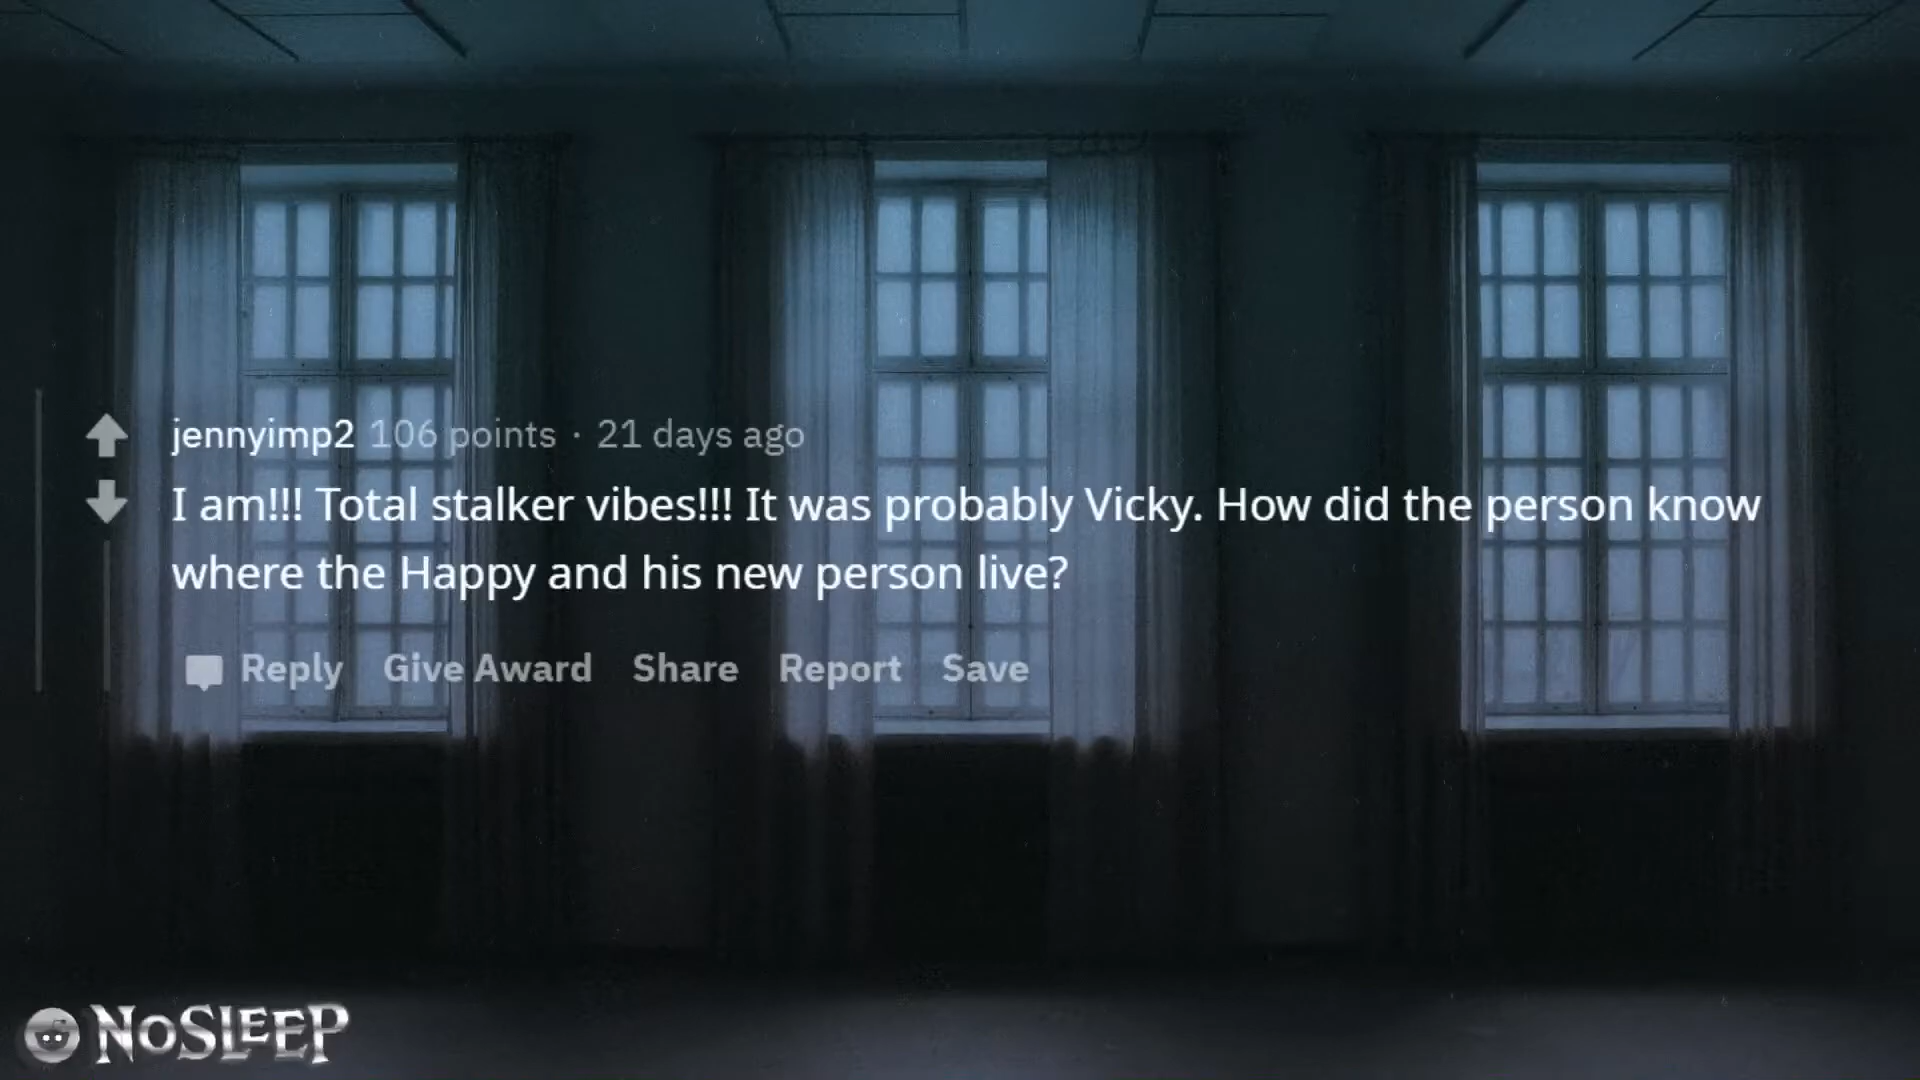 jennyimp2 106 points · 21 days ago
I am!!! Total stalker vibes!!! It was probably Vicky. How did the person know
where the Happy and his new person live?
Reply Give Award Share Report Save
NOSLEEP